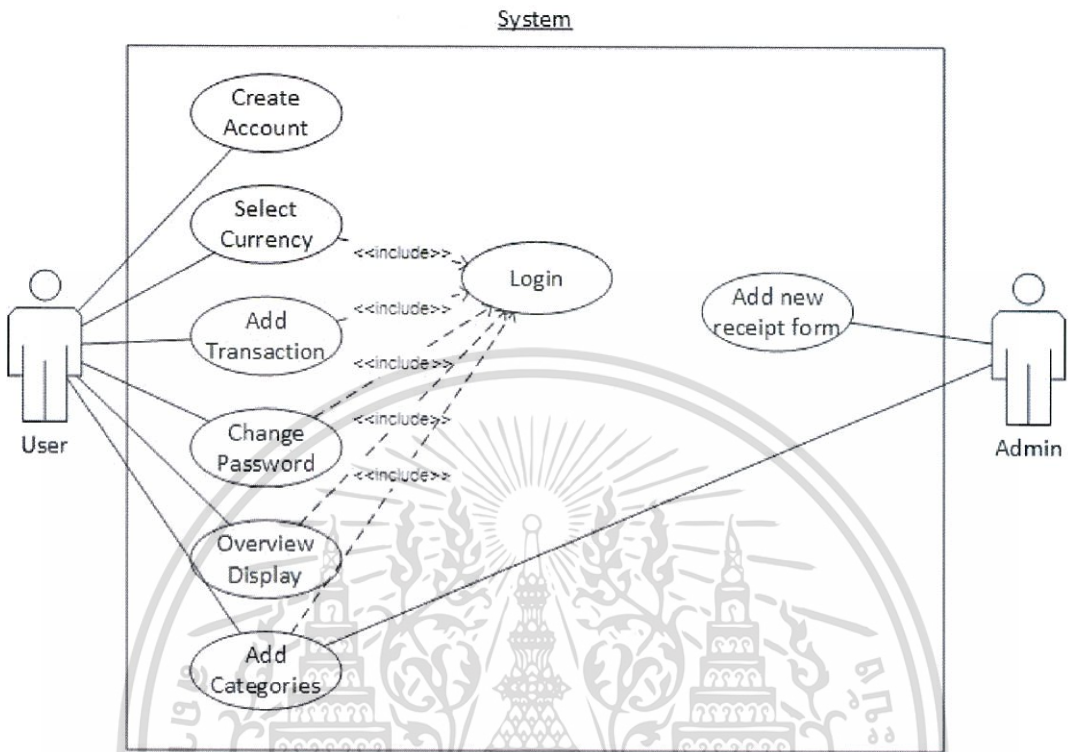 System
Create
Account
Select
Currency
<<include>>
Login
Add
Transaction
<<include>>
Add new
receipt form
<<include>>
Change
Password
<<include>>
User
Admin
<<include>>
Overview
Display
Add
Categories